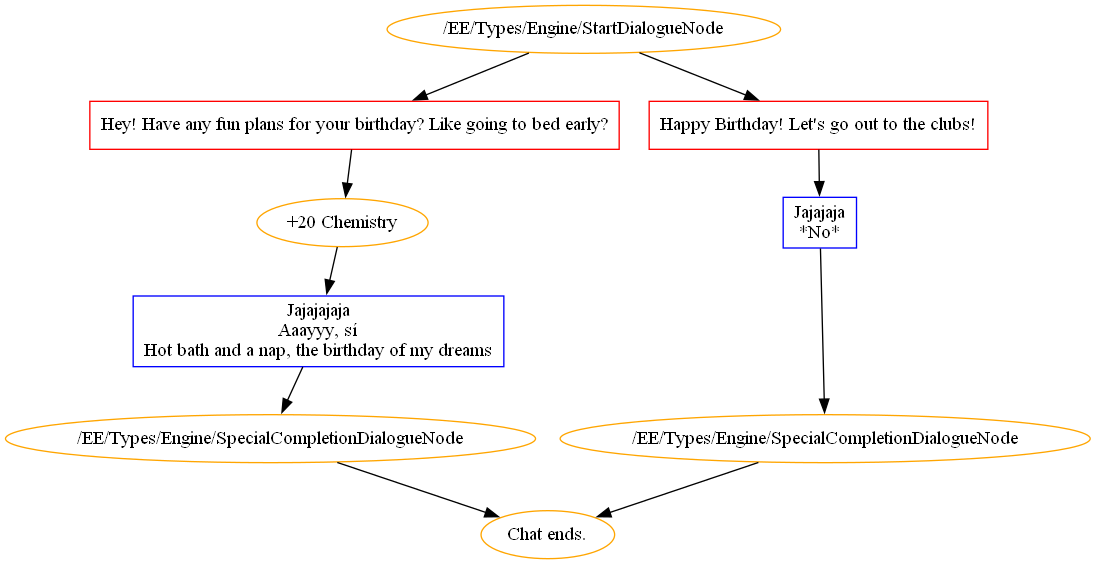 /EE/Types/Engine/StartDialogueNode
Hey! Have any fun plans for your birthday? Like going to bed early?
Happy Birthday! Let's go out to the clubs!
+20 Chemistry
Jajajaja
*No*
Jajajajaja
Aaayyy, sí
Hot bath and a nap, the birthday of my dreams
/EE/Types/Engine/SpecialCompletionDialogueNode
/EE/Types/Engine/SpecialCompletionDialogueNode
Chat ends.